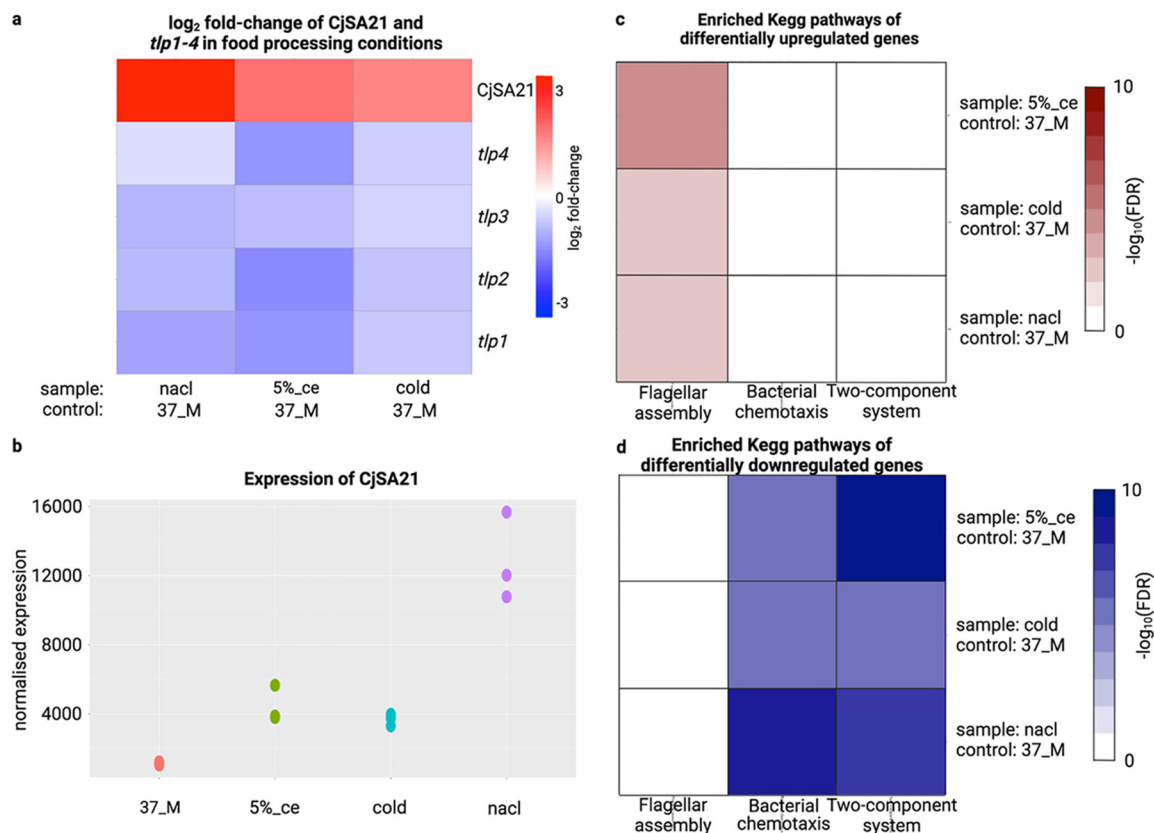 a
log₂ fold-change of CjSA21 and
tlp1-4 in food processing conditions
CjSA21
tlp4
tlp3
tlp2
tlp1
3
0
-3
log₂ fold-change
sample: nacl 5%_ce cold
control: 37_M 37_M 37_M
b
Expression of CjSA21
normalised expression
16000
12000
8000
4000
37_M 5%_ce cold nacl
c
Enriched Kegg pathways of
differentially upregulated genes
sample: 5%_ce
control: 37_M
sample: cold
control: 37_M
sample: nacl
control: 37_M
Flagellar Bacterial Two-component
assembly chemotaxis system
10
0
-log₁₀(FDR)
d
Enriched Kegg pathways of
differentially downregulated genes
sample: 5%_ce
control: 37_M
sample: cold
control: 37_M
sample: nacl
control: 37_M
Flagellar Bacterial Two-component
assembly chemotaxis system
10
0
-log₁₀(FDR)